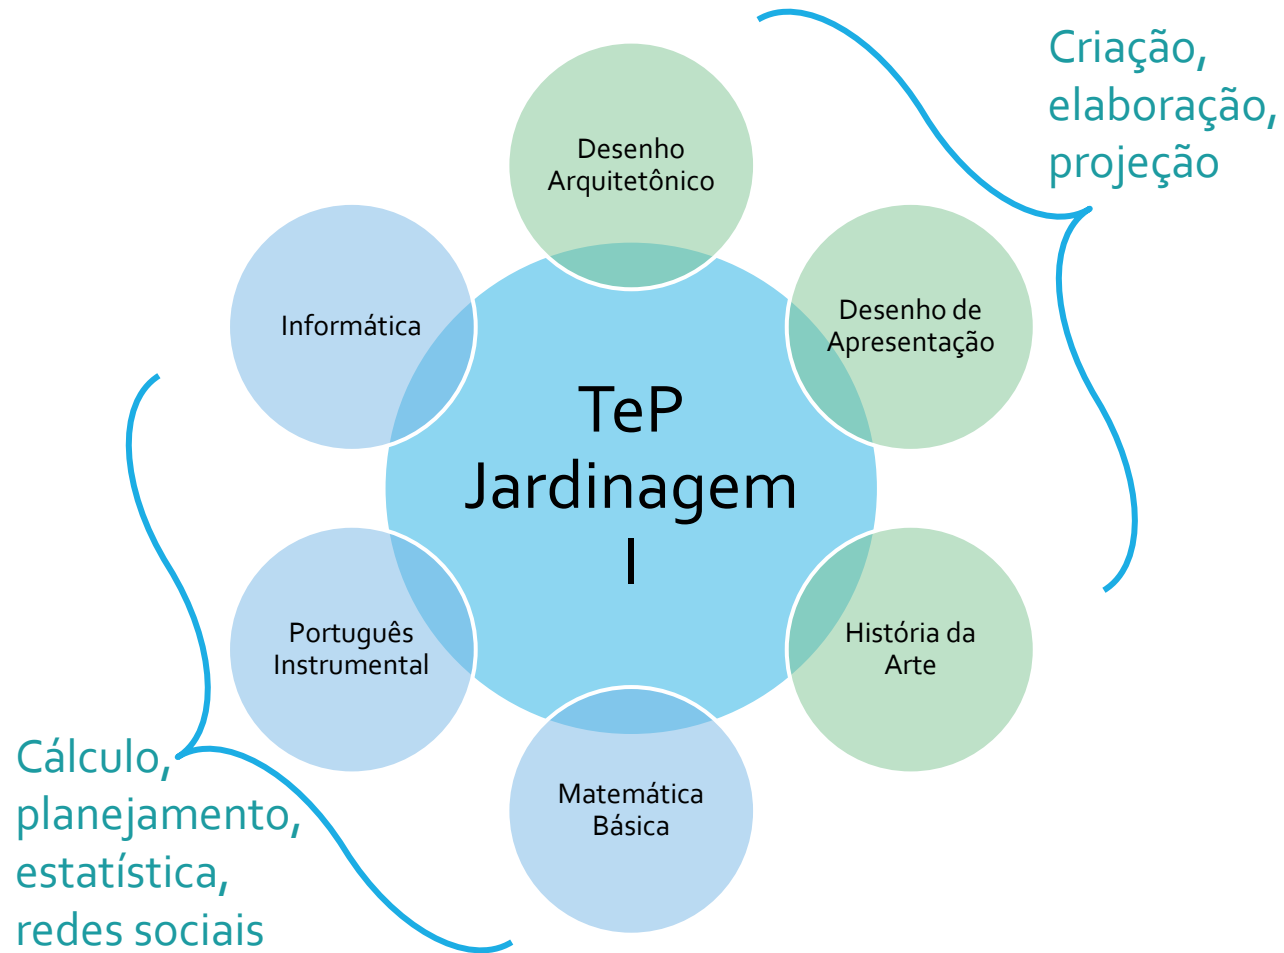 Criação,
elaboração,
projeção
Desenho
Arquitetônico
Desenho de
Apresentação
História da
Arte
Matemática
Básica
Português
Instrumental
Informática
TeP
Jardinagem
I
Cálculo,
planejamento,
estatística,
redes sociais